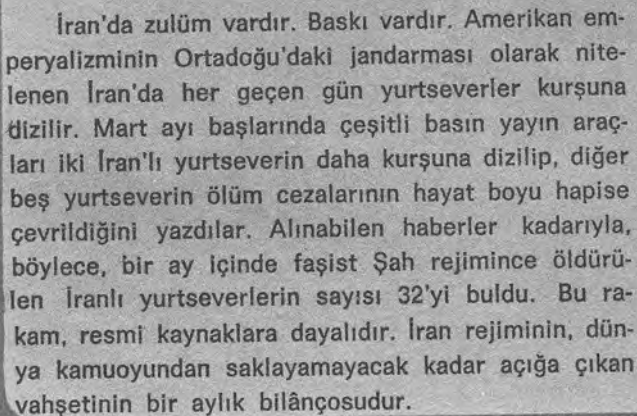 İran'da zulüm vardır. Baskı vardır. Amerikan em-
peryalizminin Ortadoğu'daki jandarması olarak nite-
lenen İran'da her geçen gün yurtseverler kurşuna
dizilir. Mart ayı başlarında çeşitli basın yayın araç-
ları iki İran'lı yurtseverin daha kurşuna dizilip, diğer
beş yurtseverin ölüm cezalarının hayat boyu hapise
çevrildiğini yazdılar. Alınabilen haberler kadarıyla,
böylece, bir ay içinde faşist Şah rejimince öldürü-
len İranlı yurtseverlerin sayısı 32'yi buldu. Bu ra-
kam, resmi kaynaklara dayalıdır. İran rejiminin, dün-
ya kamuoyundan saklayamayacak kadar açığa çıkan
vahşetinin bir aylık bilânçosudur.